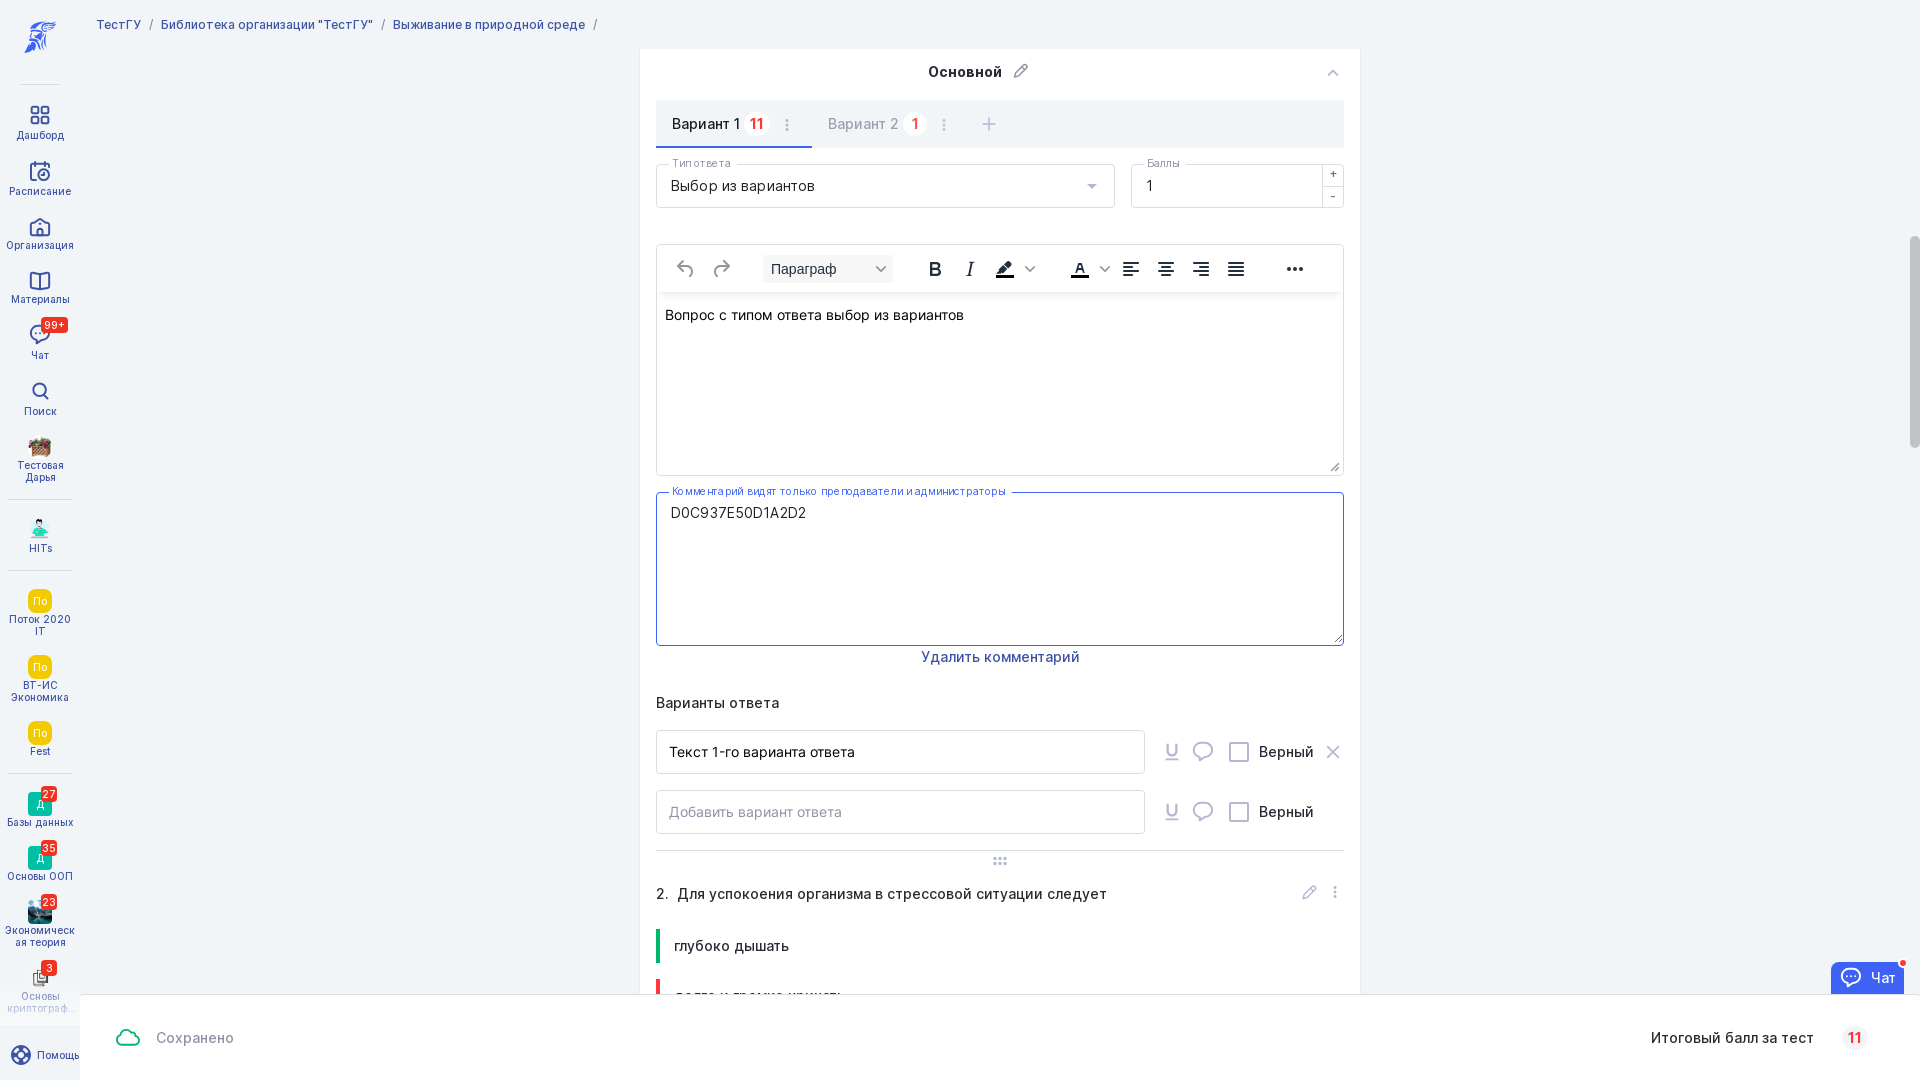 ТестГУ / Библиотека организации "ТестГУ" / Выживание в природной среде /
Дашборд
Расписание
Организация
Материалы
99+
Чат
Поиск
Тестовая
Дарья
HITs
По
Поток 2020
IT
По
ВТ-ИС
Экономика
По
Fest
27
Д
Базы данных
35
Д
Основы ООП
23
Экономическ
ая теория
3
Основы
криптограф...
Помощь
Основной
Вариант 1 11
Вариант 2 1
Тип ответа
Выбор из вариантов
Баллы
1
+
-
Параграф
B I A
Вопрос с типом ответа выбор из вариантов
Комментарий видят только преподаватели и администраторы
D0C937E50D1A2D2
Удалить комментарий
Варианты ответа
Текст 1-го варианта ответа
U
Верный
Добавить вариант ответа
U
Верный
2. Для успокоения организма в стрессовой ситуации следует
глубоко дышать
Чат
Сохранено
Итоговый балл за тест 11